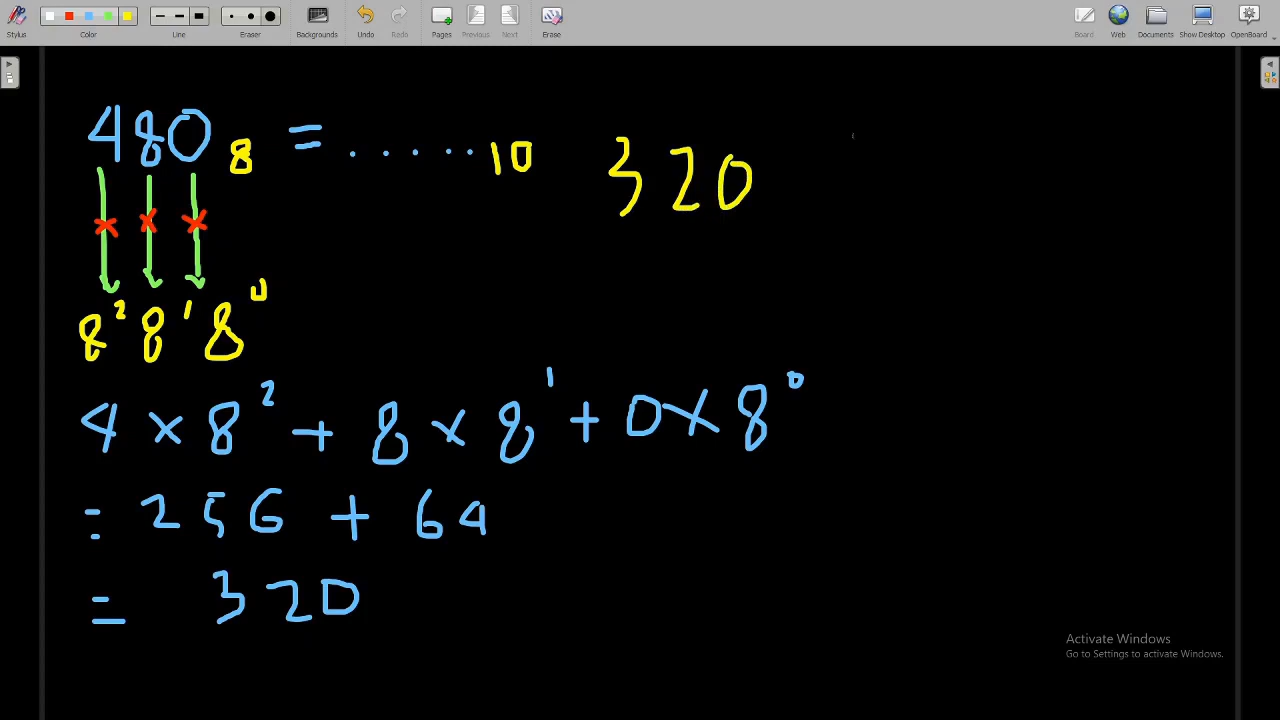 Stylus
Color
Line
Eraser
Backgrounds
Undo
Redo
Pages
Previous
Next
Erase
Board
Web
Documents
Show Desktop
OpenBoard
480₈ = .....₁₀ 320
× × ×
8² 8¹ 8⁰
4 × 8² + 8 × 8¹ + 0 × 8⁰
= 256 + 64
= 320
Activate Windows
Go to Settings to activate Windows.